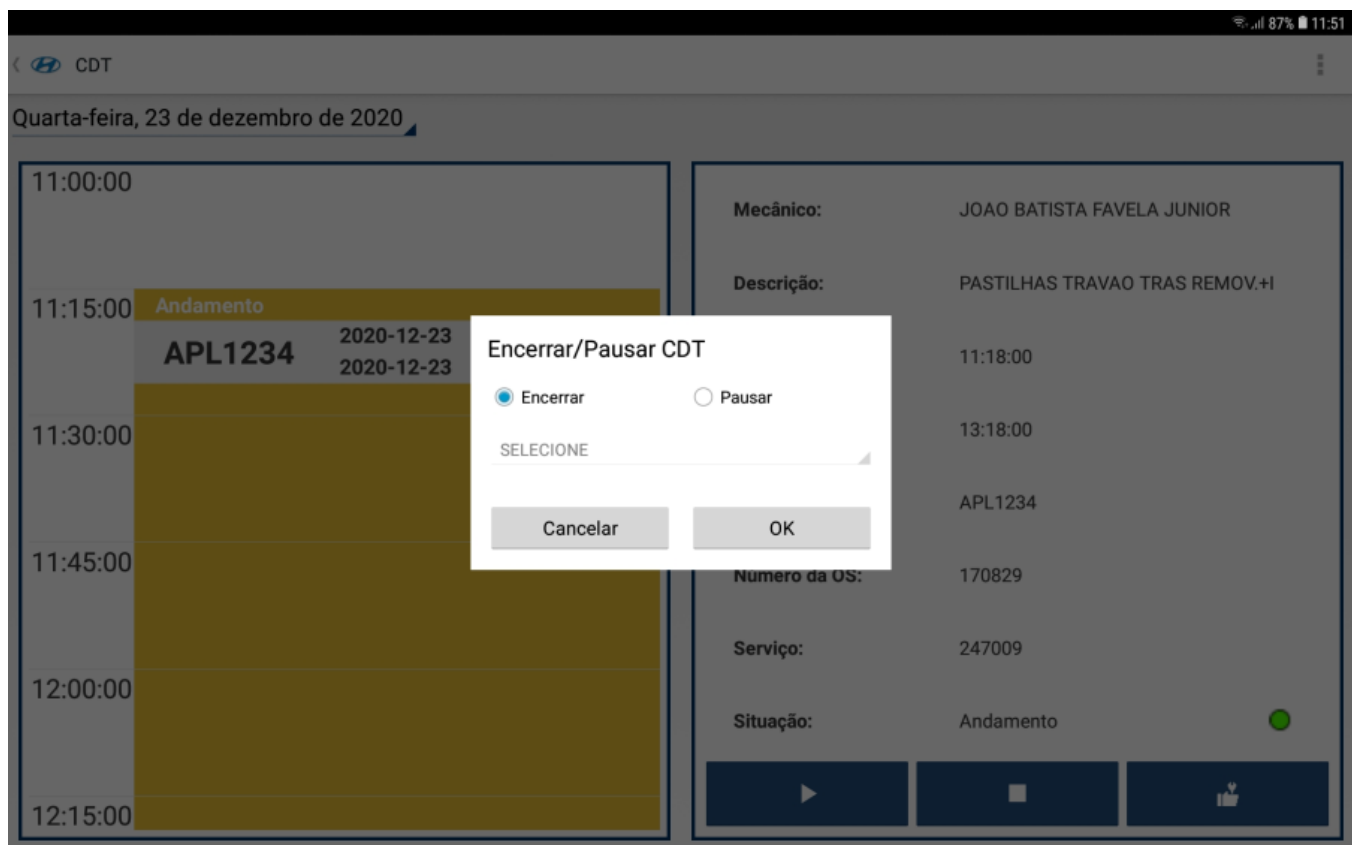 87% 11:51
CDT
Quarta-feira, 23 de dezembro de 2020
11:00:00
11:15:00 Andamento
APL1234 2020-12-23
2020-12-23
11:30:00
11:45:00
12:00:00
12:15:00
Encerrar/Pausar CDT
Encerrar Pausar
SELECIONE
Cancelar OK
Mecânico: JOAO BATISTA FAVELA JUNIOR
Descrição: PASTILHAS TRAVAO TRAS REMOV.+I
11:18:00
13:18:00
APL1234
Número da OS: 170829
Serviço: 247009
Situação: Andamento